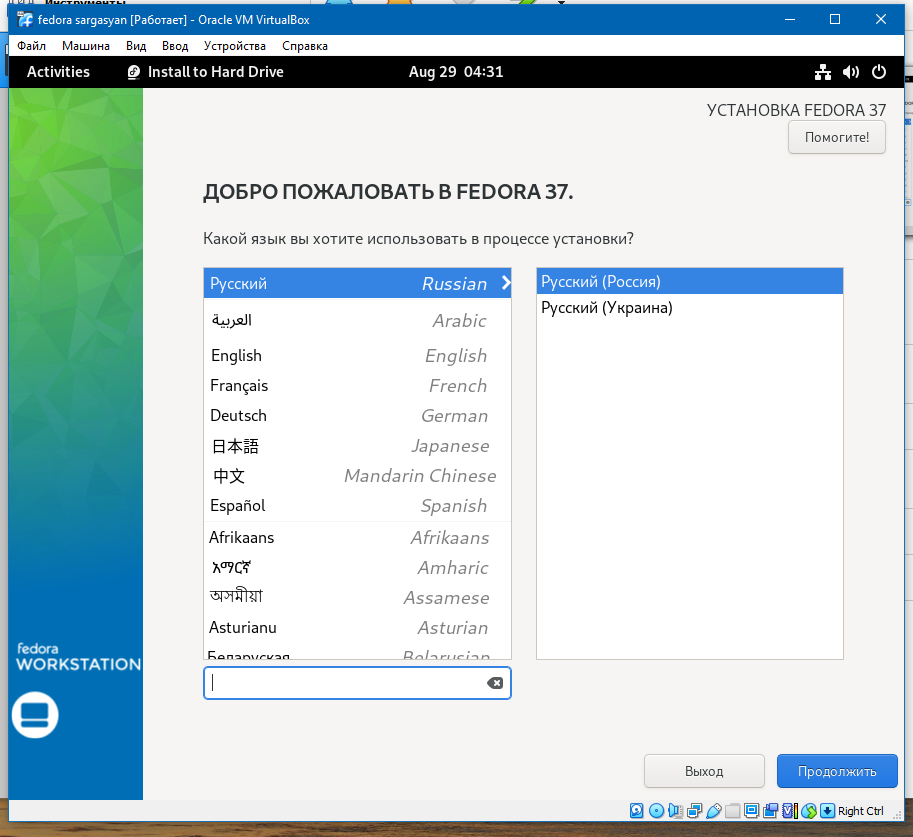 Инструменты
fedora sargasyan [Работает] - Oracle VM VirtualBox
Файл Машина Вид Ввод Устройства Справка
Activities Install to Hard Drive Aug 29 04:31
УСТАНОВКА FEDORA 37
Помогите!
ДОБРО ПОЖАЛОВАТЬ В FEDORA 37.
Какой язык вы хотите использовать в процессе установки?
Русский Russian
العربية Arabic
English English
Français French
Deutsch German
日本語 Japanese
中文 Mandarin Chinese
Español Spanish
Afrikaans Afrikaans
አማርኛ Amharic
অসমীয়া Assamese
Asturianu Asturian
Беларуская Belarusian
Русский (Россия)
Русский (Украина)
fedora
WORKSTATION
Выход Продолжить
Right Ctrl